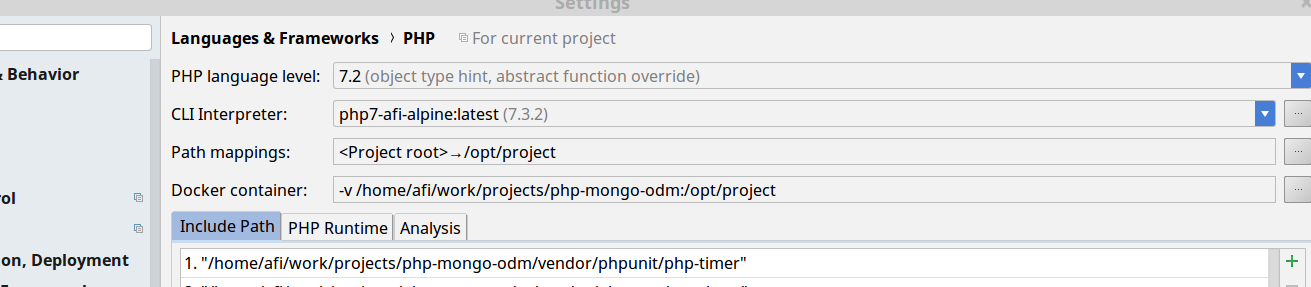 Settings
Languages & Frameworks › PHP For current project
& Behavior
PHP language level: 7.2 (object type hint, abstract function override)
CLI Interpreter: php7-afi-alpine:latest (7.3.2) ...
Path mappings: <Project root>→/opt/project ...
rol
Docker container: -v /home/afi/work/projects/php-mongo-odm:/opt/project ...
Include Path PHP Runtime Analysis
on, Deployment
1. "/home/afi/work/projects/php-mongo-odm/vendor/phpunit/php-timer"